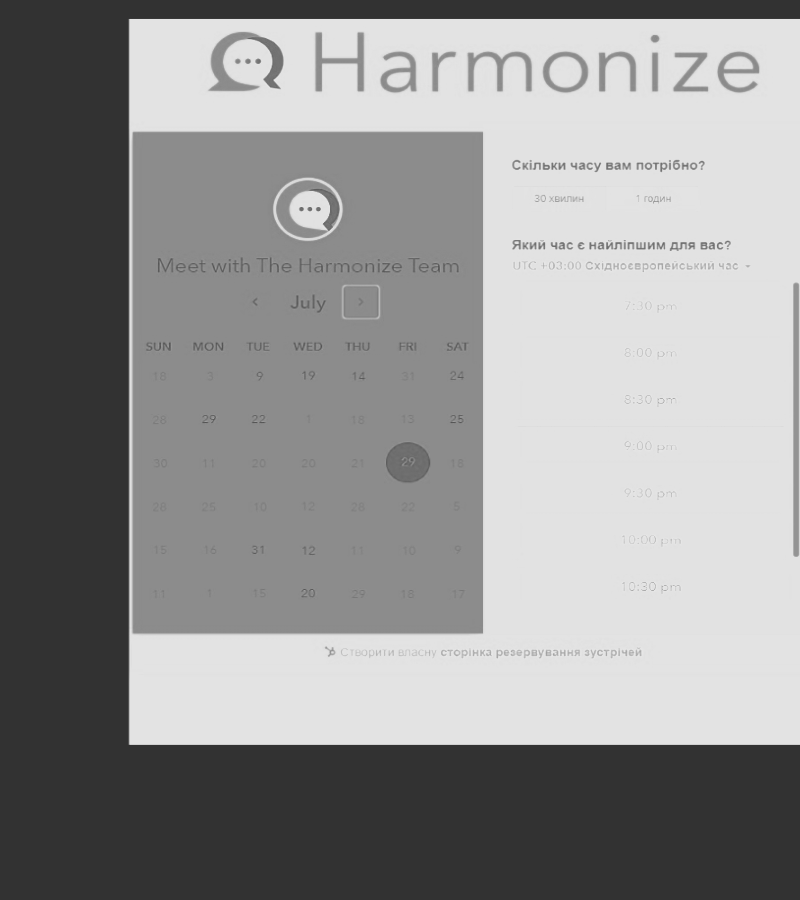 Harmonize
Meet with The Harmonize Team
July
SUN MON TUE WED THU FRI SAT
18 3 9 19 14 31 24
28 29 22 1 16 13 25
30 11 20 20 21 29 18
28 25 10 12 28 22 5
15 16 31 12 11 10 9
11 1 15 20 29 18 17
Скільки часу вам потрібно?
30 хвилин 1 годин
Який час є найліпшим для вас?
UTC +03:00 Східноєвропейський час
7:30 pm
8:00 pm
8:30 pm
9:00 pm
9:30 pm
10:00 pm
10:30 pm
Створити власну сторінка резервування зустрічей